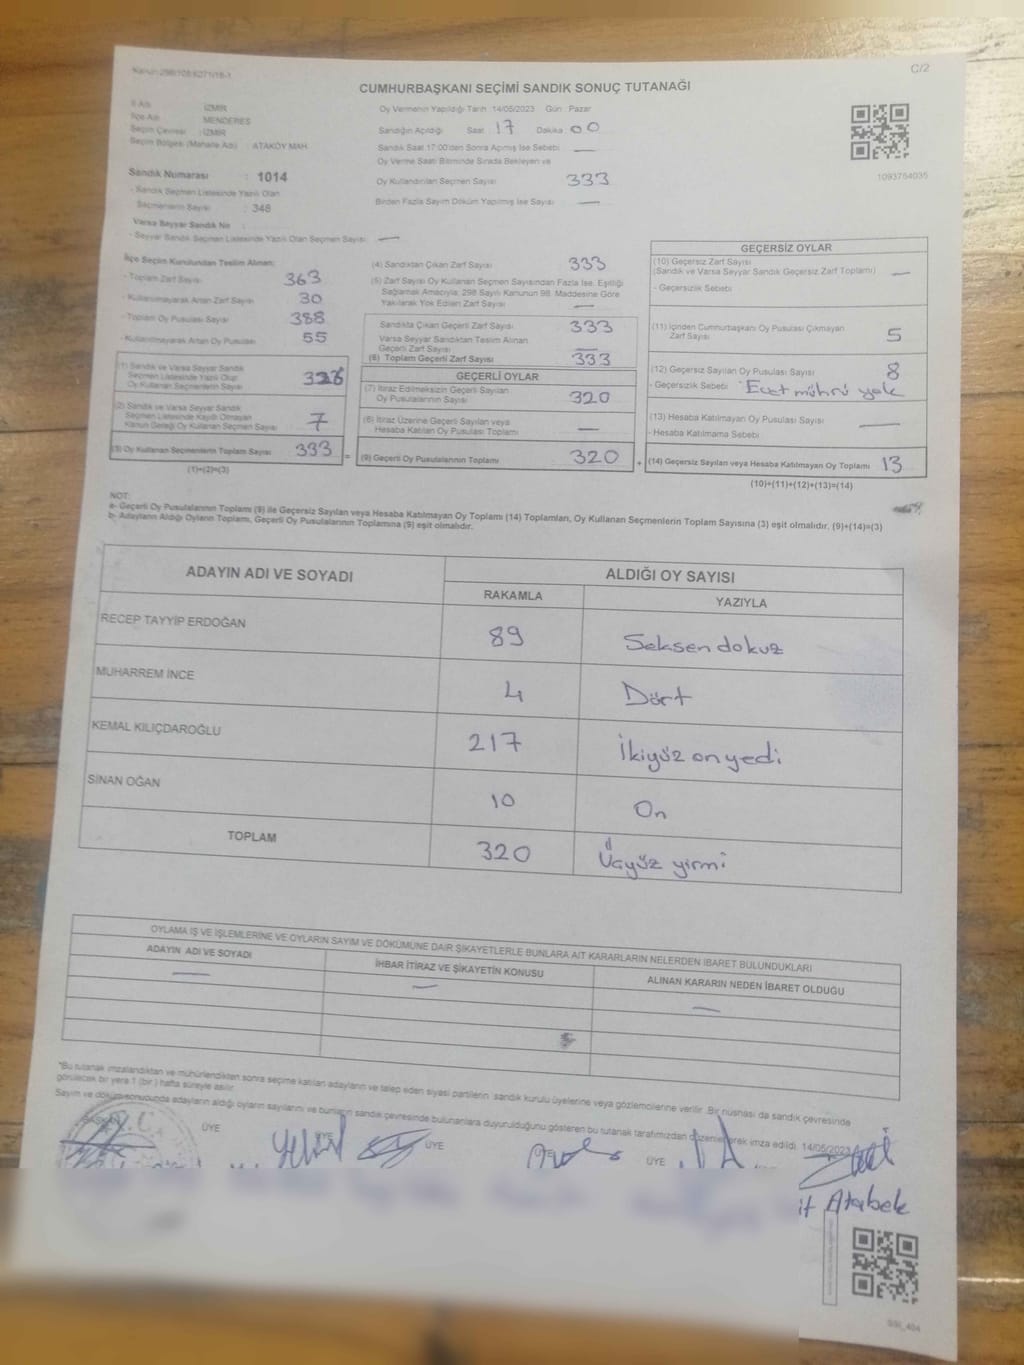 C/2
CUMHURBAŞKANI SEÇİMİ SANDIK SONUÇ TUTANAĞI
İl Adı : İZMİR
İlçe Adı : MENDERES
Seçim Çevresi : İZMİR
Seçim Bölgesi (Mahalle Adı) : ATAKÖY MAH.
Sandık Numarası : 1014
- Sandık Seçmen Listesinde Yazılı Olan
Seçmenlerin Sayısı : 348
Varsa Seyyar Sandık No :
- Seyyar Sandık Seçmen Listesinde Yazılı Olan Seçmen Sayısı: —
Oy Vermenin Yapıldığı Tarih 14/05/2023 Gün Pazar
Sandığın Açıldığı Saat : 17 Dakika 00
Sandık Saat 17:00'den Sonra Açımış İse Sebebi : —
Oy Verme Saati Bitiminde Sırada Bekleyen ve
Oy Kullandırılan Seçmen Sayısı 333
Birden Fazla Sayım Döküm Yapılmış İse Sayısı : —
1093754035
İlçe Seçim Kurulundan Teslim Alınan:
- Toplam Zarf Sayısı 363
- Kullanılmayarak Artan Zarf Sayısı 30
- Toplam Oy Pusulası Sayısı 388
- Kullanılmayarak Artan Oy Pusulası 55
(1) Sandık ve Varsa Seyyar Sandık
Seçmen Listesinde Yazılı Olup
Oy Kullanan Seçmenlerin Sayısı 326
(2) Sandık ve Varsa Seyyar Sandık
Seçmen Listesinde Kayıtlı Olmayan
Kanun Gereği Oy Kullanan Seçmen Sayısı 7
(3) Oy Kullanan Seçmenlerin Toplam Sayısı 333
(1)+(2)=(3)
(4) Sandıktan Çıkan Zarf Sayısı 333
(5) Zarf Sayısı Oy Kullanan Seçmen Sayısından Fazla İse, Eşitliği
Sağlamak Amacıyla; 298 Sayılı Kanunun 98. Maddesine Göre
Yakılarak Yok Edilen Zarf Sayısı —
Sandıkta Çıkan Geçerli Zarf Sayısı 333
Varsa Seyyar Sandıktan Teslim Alınan
Geçerli Zarf Sayısı —
(6) Toplam Geçerli Zarf Sayısı 333
GEÇERLİ OYLAR
(7) İtiraz Edilmeksizin Geçerli Sayılan
Oy Pusulalarının Sayısı 320
(8) İtiraz Üzerine Geçerli Sayılan veya
Hesaba Katılan Oy Pusulası Toplamı —
(9) Geçerli Oy Pusulalarının Toplamı 320
GEÇERSİZ OYLAR
(10) Geçersiz Zarf Sayısı
(Sandık ve Varsa Seyyar Sandık Geçersiz Zarf Toplamı) —
- Geçersizlik Sebebi
(11) İçinden Cumhurbaşkanı Oy Pusulası Çıkmayan
Zarf Sayısı 5
(12) Geçersiz Sayılan Oy Pusulası Sayısı 8
- Geçersizlik Sebebi Evet mührü yok
(13) Hesaba Katılmayan Oy Pusulası Sayısı —
- Hesaba Katılmama Sebebi
(14) Geçersiz Sayılan veya Hesaba Katılmayan Oy Toplamı 13
(10)+(11)+(12)+(13)=(14)
NOT:
a- Geçerli Oy Pusulalarının Toplamı (9) ile Geçersiz Sayılan veya Hesaba Katılmayan Oy Toplamı (14) Toplamları, Oy Kullanan Seçmenlerin Toplam Sayısına (3) eşit olmalıdır. (9)+(14)=(3)
b- Adayların Aldığı Oyların Toplamı, Geçerli Oy Pusulalarının Toplamına (9) eşit olmalıdır.
ADAYIN ADI VE SOYADI ALDIĞI OY SAYISI
RAKAMLA YAZIYLA
RECEP TAYYİP ERDOĞAN 89 Seksen dokuz
MUHARREM İNCE 4 Dört
KEMAL KILIÇDAROĞLU 217 İkiyüz onyedi
SİNAN OĞAN 10 On
TOPLAM 320 Üçyüz yirmi
OYLAMA İŞ VE İŞLEMLERİNE VE OYLARIN SAYIM VE DÖKÜMÜNE DAİR ŞİKAYETLERLE BUNLARA AİT KARARLARIN NELERDEN İBARET BULUNDUKLARI
ADAYIN ADI VE SOYADI İHBAR İTİRAZ VE ŞİKAYETİN KONUSU ALINAN KARARIN NEDEN İBARET OLDUĞU
— — —
*Bu tutanak imzalandıktan ve mühürlendikten sonra seçime katılan adayların ve talep eden siyasi partilerin sandık kurulu üyelerine veya gözlemcilerine verilir. Bir nüshası da sandık çevresinde
görülecek bir yere 1 (bir) hafta süreyle asılır.
Sayım ve döküm sonucunda adayların aldığı oyların sayılarını ve bunların sandık çevresinde bulunanlara duyurulduğunu gösteren bu tutanak tarafımızdan düzenlenerek imza edildi. 14/05/2023
BAŞKAN ÜYE ÜYE ÜYE ÜYE ÜYE
it Atabek